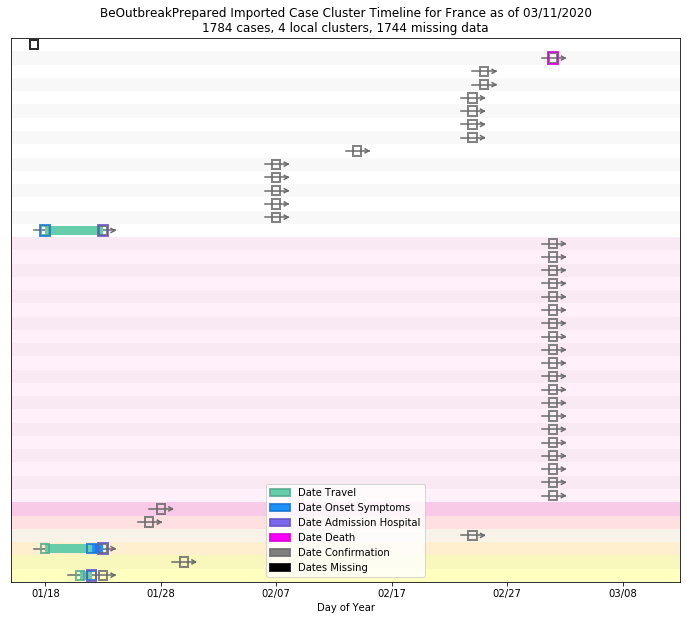 BeOutbreakPrepared Imported Case Cluster Timeline for France as of 03/11/2020
1784 cases, 4 local clusters, 1744 missing data
Date Travel
Date Onset Symptoms
Date Admission Hospital
Date Death
Date Confirmation
Dates Missing
01/18 01/28 02/07 02/17 02/27 03/08
Day of Year